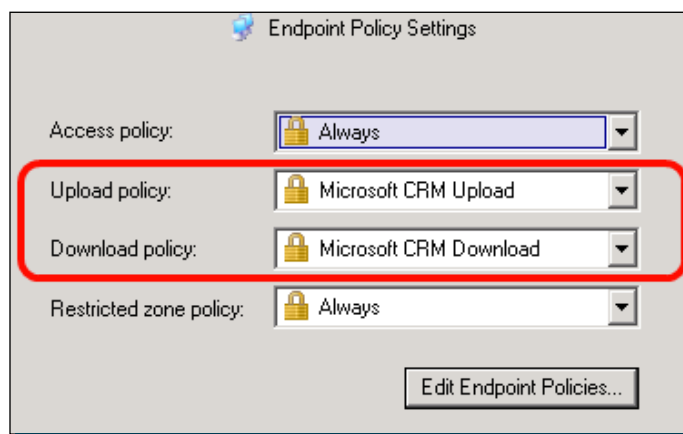 Endpoint Policy Settings
Access policy: Always
Upload policy: Microsoft CRM Upload
Download policy: Microsoft CRM Download
Restricted zone policy: Always
Edit Endpoint Policies...